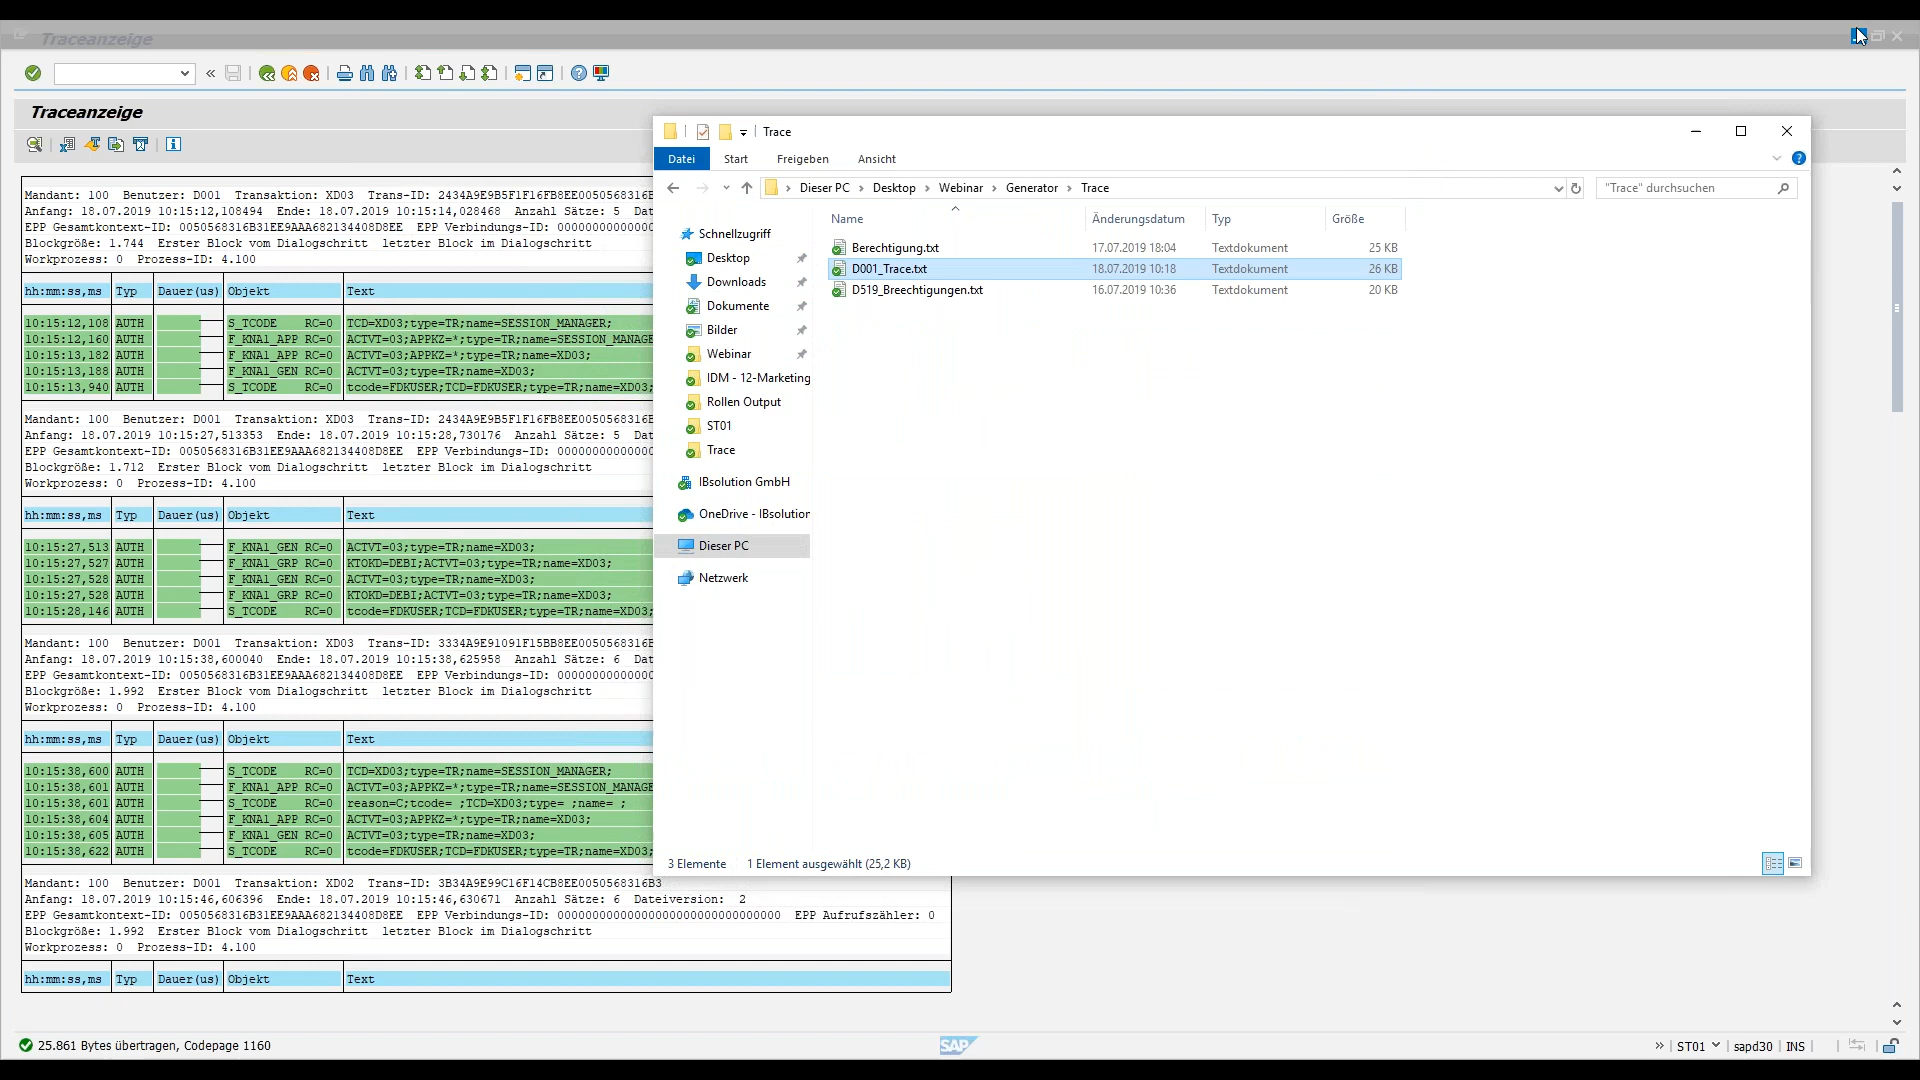 Traceanzeige
Traceanzeige
Mandant: 100 Benutzer: D001 Transaktion: XD03 Trans-ID: 2434A9E9B5F1F16FB8EE0050568316B
Anfang: 18.07.2019 10:15:12,108494 Ende: 18.07.2019 10:15:14,028468 Anzahl Sätze: 5 Dat
EPP Gesamtkontext-ID: 0050568316B31EE9AAA682134408D8EE EPP Verbindungs-ID: 0000000000000
Blockgröße: 1.744 Erster Block vom Dialogschritt letzter Block im Dialogschritt
Workprozess: 0 Prozess-ID: 4.100
hh:mm:ss,ms Typ Dauer(us) Objekt Text
10:15:12,108 AUTH S_TCODE RC=0 TCD=XD03;type=TR;name=SESSION_MANAGER;
10:15:12,160 AUTH F_KNA1_APP RC=0 ACTVT=03;APPKZ=*;type=TR;name=SESSION_MANAGE
10:15:13,182 AUTH F_KNA1_APP RC=0 ACTVT=03;APPKZ=*;type=TR;name=XD03;
10:15:13,188 AUTH F_KNA1_GEN RC=0 ACTVT=03;type=TR;name=XD03;
10:15:13,940 AUTH S_TCODE RC=0 tcode=FDKUSER;TCD=FDKUSER;type=TR;name=XD03;
Mandant: 100 Benutzer: D001 Transaktion: XD03 Trans-ID: 2434A9E9B5F1F16FB8EE0050568316B
Anfang: 18.07.2019 10:15:27,513353 Ende: 18.07.2019 10:15:28,730176 Anzahl Sätze: 5 Dat
EPP Gesamtkontext-ID: 0050568316B31EE9AAA682134408D8EE EPP Verbindungs-ID: 0000000000000
Blockgröße: 1.712 Erster Block vom Dialogschritt letzter Block im Dialogschritt
Workprozess: 0 Prozess-ID: 4.100
hh:mm:ss,ms Typ Dauer(us) Objekt Text
10:15:27,513 AUTH F_KNA1_GEN RC=0 ACTVT=03;type=TR;name=XD03;
10:15:27,527 AUTH F_KNA1_GRP RC=0 KTOKD=DEBI;ACTVT=03;type=TR;name=XD03;
10:15:27,528 AUTH F_KNA1_GEN RC=0 ACTVT=03;type=TR;name=XD03;
10:15:27,528 AUTH F_KNA1_GRP RC=0 KTOKD=DEBI;ACTVT=03;type=TR;name=XD03;
10:15:28,146 AUTH S_TCODE RC=0 tcode=FDKUSER;TCD=FDKUSER;type=TR;name=XD03;
Mandant: 100 Benutzer: D001 Transaktion: XD03 Trans-ID: 3334A9E91091F15BB8EE0050568316B
Anfang: 18.07.2019 10:15:38,600040 Ende: 18.07.2019 10:15:38,625958 Anzahl Sätze: 6 Dat
EPP Gesamtkontext-ID: 0050568316B31EE9AAA682134408D8EE EPP Verbindungs-ID: 0000000000000
Blockgröße: 1.992 Erster Block vom Dialogschritt letzter Block im Dialogschritt
Workprozess: 0 Prozess-ID: 4.100
hh:mm:ss,ms Typ Dauer(us) Objekt Text
10:15:38,600 AUTH S_TCODE RC=0 TCD=XD03;type=TR;name=SESSION_MANAGER;
10:15:38,601 AUTH F_KNA1_APP RC=0 ACTVT=03;APPKZ=*;type=TR;name=SESSION_MANAGE
10:15:38,601 AUTH S_TCODE RC=0 reason=C;tcode= ;TCD=XD03;type= ;name= ;
10:15:38,604 AUTH F_KNA1_APP RC=0 ACTVT=03;APPKZ=*;type=TR;name=XD03;
10:15:38,605 AUTH F_KNA1_GEN RC=0 ACTVT=03;type=TR;name=XD03;
10:15:38,622 AUTH S_TCODE RC=0 tcode=FDKUSER;TCD=FDKUSER;type=TR;name=XD03;
Mandant: 100 Benutzer: D001 Transaktion: XD02 Trans-ID: 3B34A9E99C16F14CB8EE0050568316B3
Anfang: 18.07.2019 10:15:46,606396 Ende: 18.07.2019 10:15:46,630671 Anzahl Sätze: 6 Dateiversion: 2
EPP Gesamtkontext-ID: 0050568316B31EE9AAA682134408D8EE EPP Verbindungs-ID: 00000000000000000000000000000000 EPP Aufrufszähler: 0
Blockgröße: 1.992 Erster Block vom Dialogschritt letzter Block im Dialogschritt
Workprozess: 0 Prozess-ID: 4.100
hh:mm:ss,ms Typ Dauer(us) Objekt Text
Trace
Datei Start Freigeben Ansicht
Dieser PC Desktop Webinar Generator Trace
"Trace" durchsuchen
Name Änderungsdatum Typ Größe
Berechtigung.txt 17.07.2019 18:04 Textdokument 25 KB
D001_Trace.txt 18.07.2019 10:18 Textdokument 26 KB
D519_Breechtigungen.txt 16.07.2019 10:36 Textdokument 20 KB
Schnellzugriff
Desktop
Downloads
Dokumente
Bilder
Webinar
IDM - 12-Marketing
Rollen Output
ST01
Trace
IBsolution GmbH
OneDrive - IBsolution
Dieser PC
Netzwerk
3 Elemente 1 Element ausgewählt (25,2 KB)
25.861 Bytes übertragen, Codepage 1160
SAP
ST01 sapd30 INS